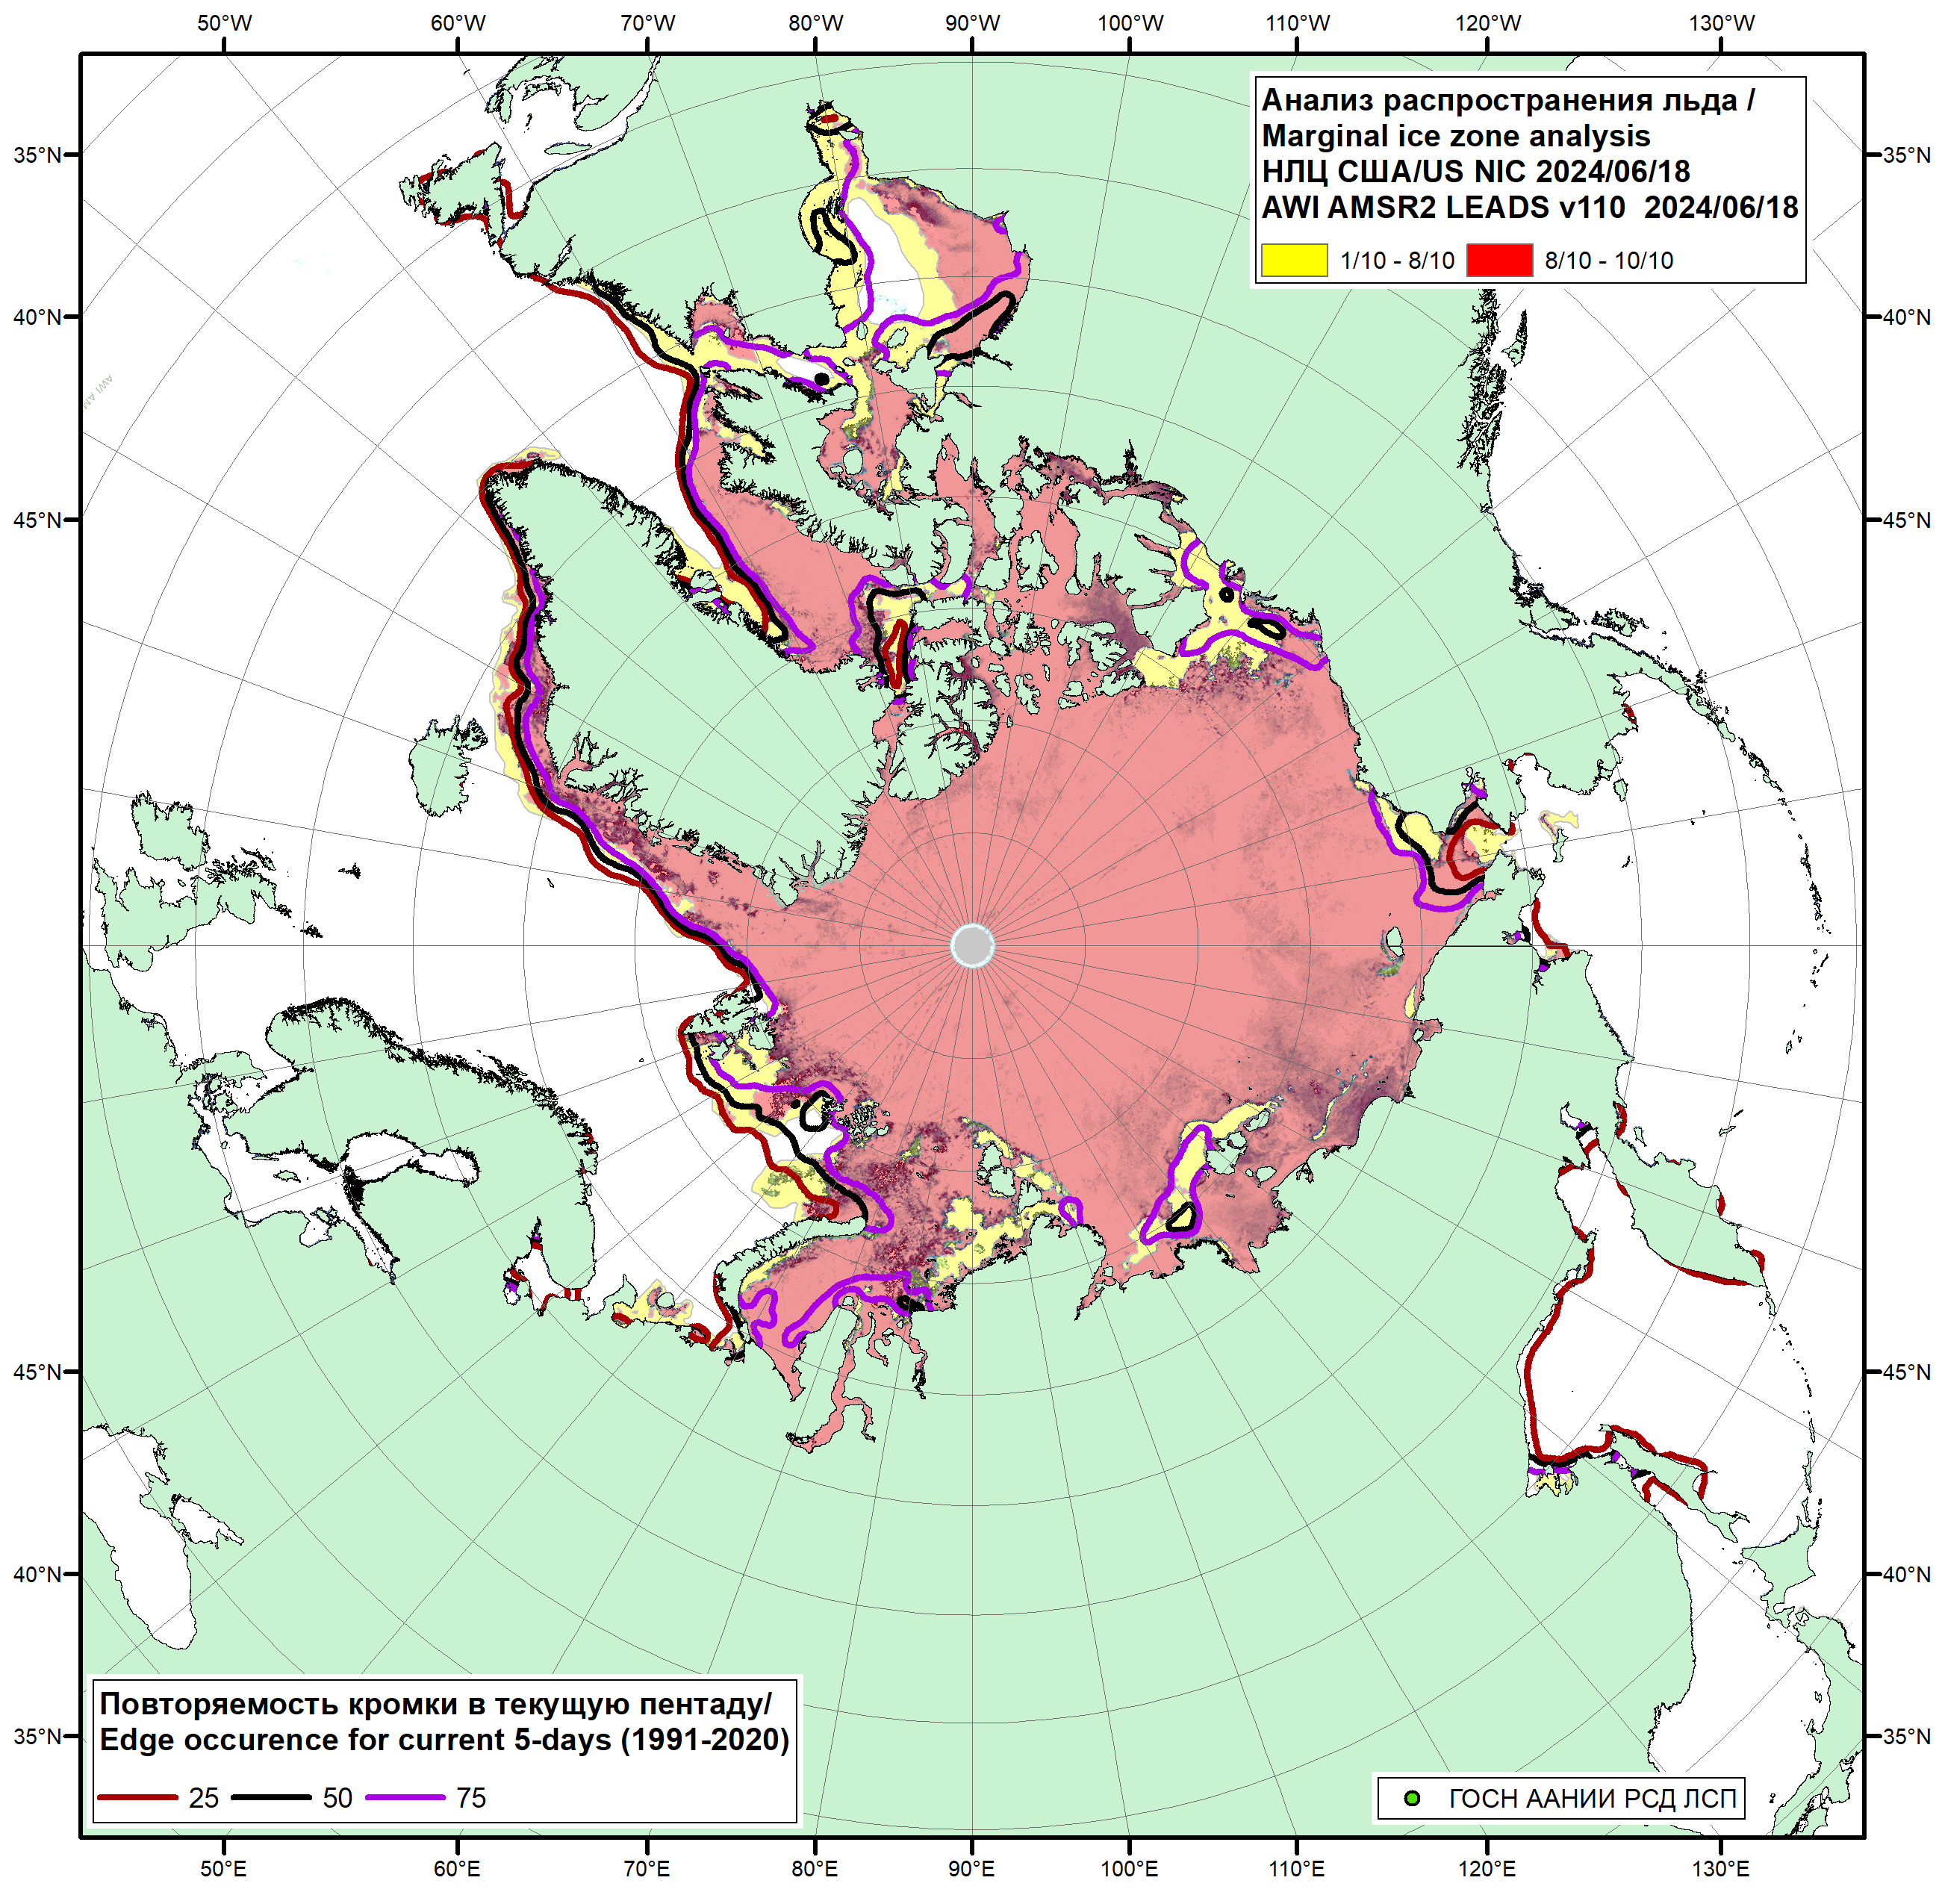 50°W 60°W 70°W 80°W 90°W 100°W 110°W 120°W 130°W
Анализ распространения льда /
Marginal ice zone analysis
НЛЦ США/US NIC 2024/06/18
AWI AMSR2 LEADS v110 2024/06/18
1/10 - 8/10 8/10 - 10/10
35°N 35°N
40°N 40°N
45°N 45°N
45°N 45°N
40°N 40°N
35°N 35°N
Повторяемость кромки в текущую пентаду/
Edge occurence for current 5-days (1991-2020)
25 50 75
ГОСН ААНИИ РСД ЛСП
50°E 60°E 70°E 80°E 90°E 100°E 110°E 120°E 130°E